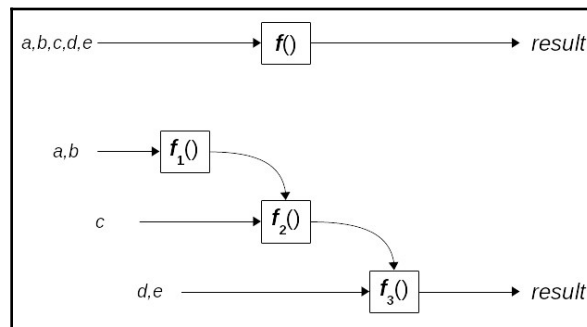 a,b,c,d,e f() result
a,b f1()
c f2()
d,e f3() result